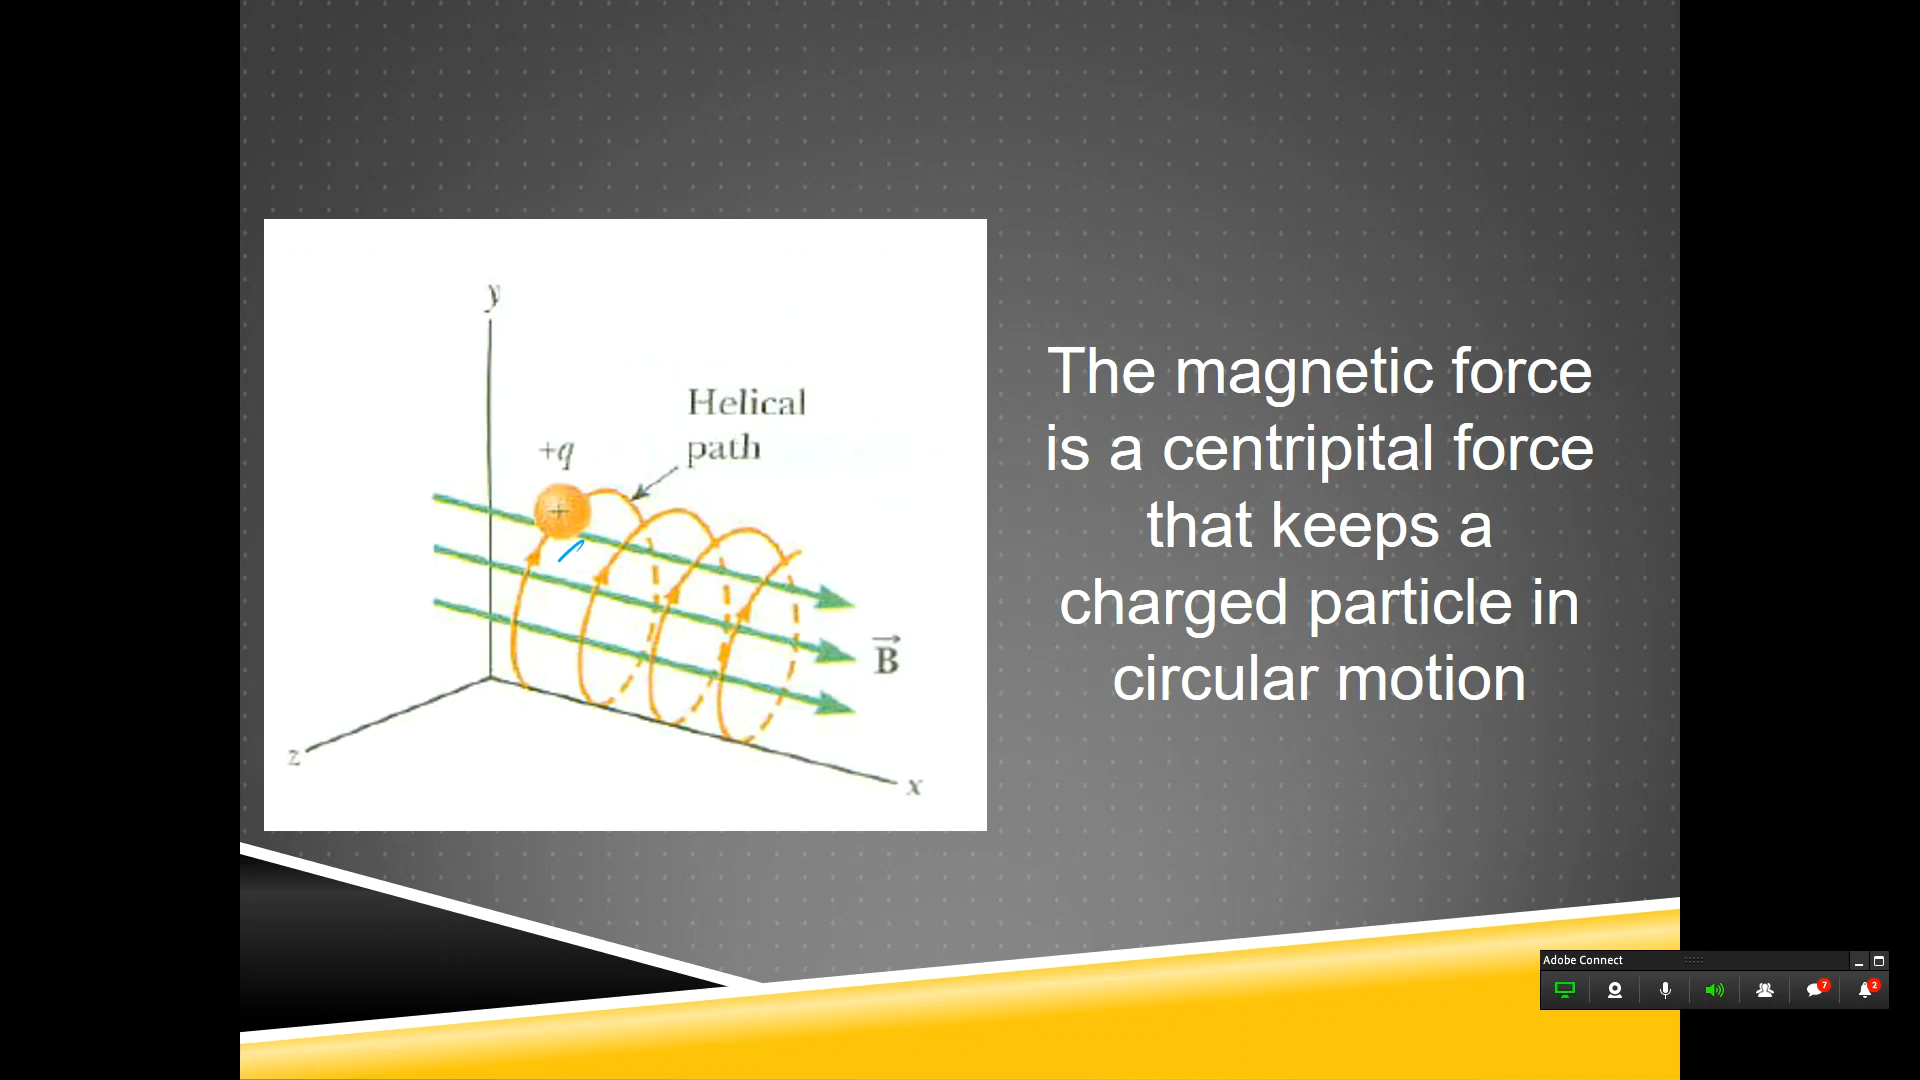 y
Helical
path
+q
+
B
z
x
The magnetic force
is a centripital force
that keeps a
charged particle in
circular motion
Adobe Connect
7
2